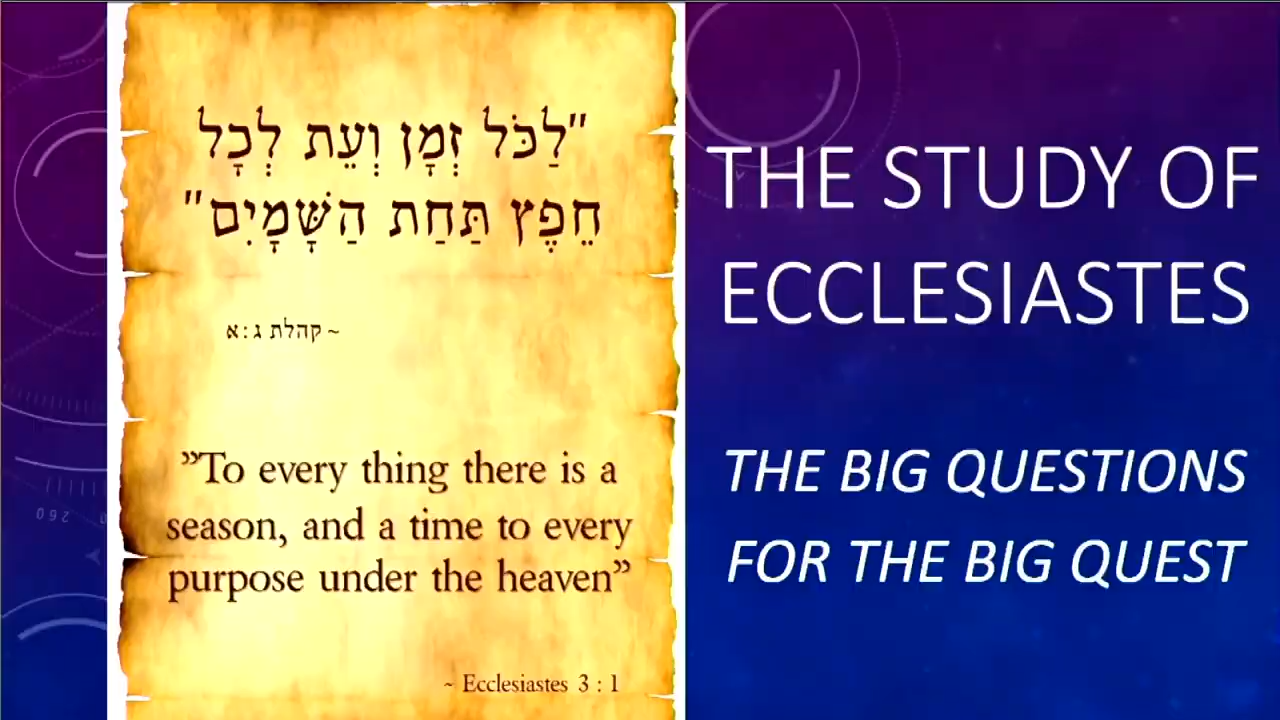 "לַכֹּל זְמָן וְעֵת לְכָל
חֵפֶץ תַּחַת הַשָּׁמָיִם"
~ קהלת ג : א
”To every thing there is a
season, and a time to every
purpose under the heaven”
~ Ecclesiastes 3 : 1
THE STUDY OF
ECCLESIASTES
THE BIG QUESTIONS
FOR THE BIG QUEST